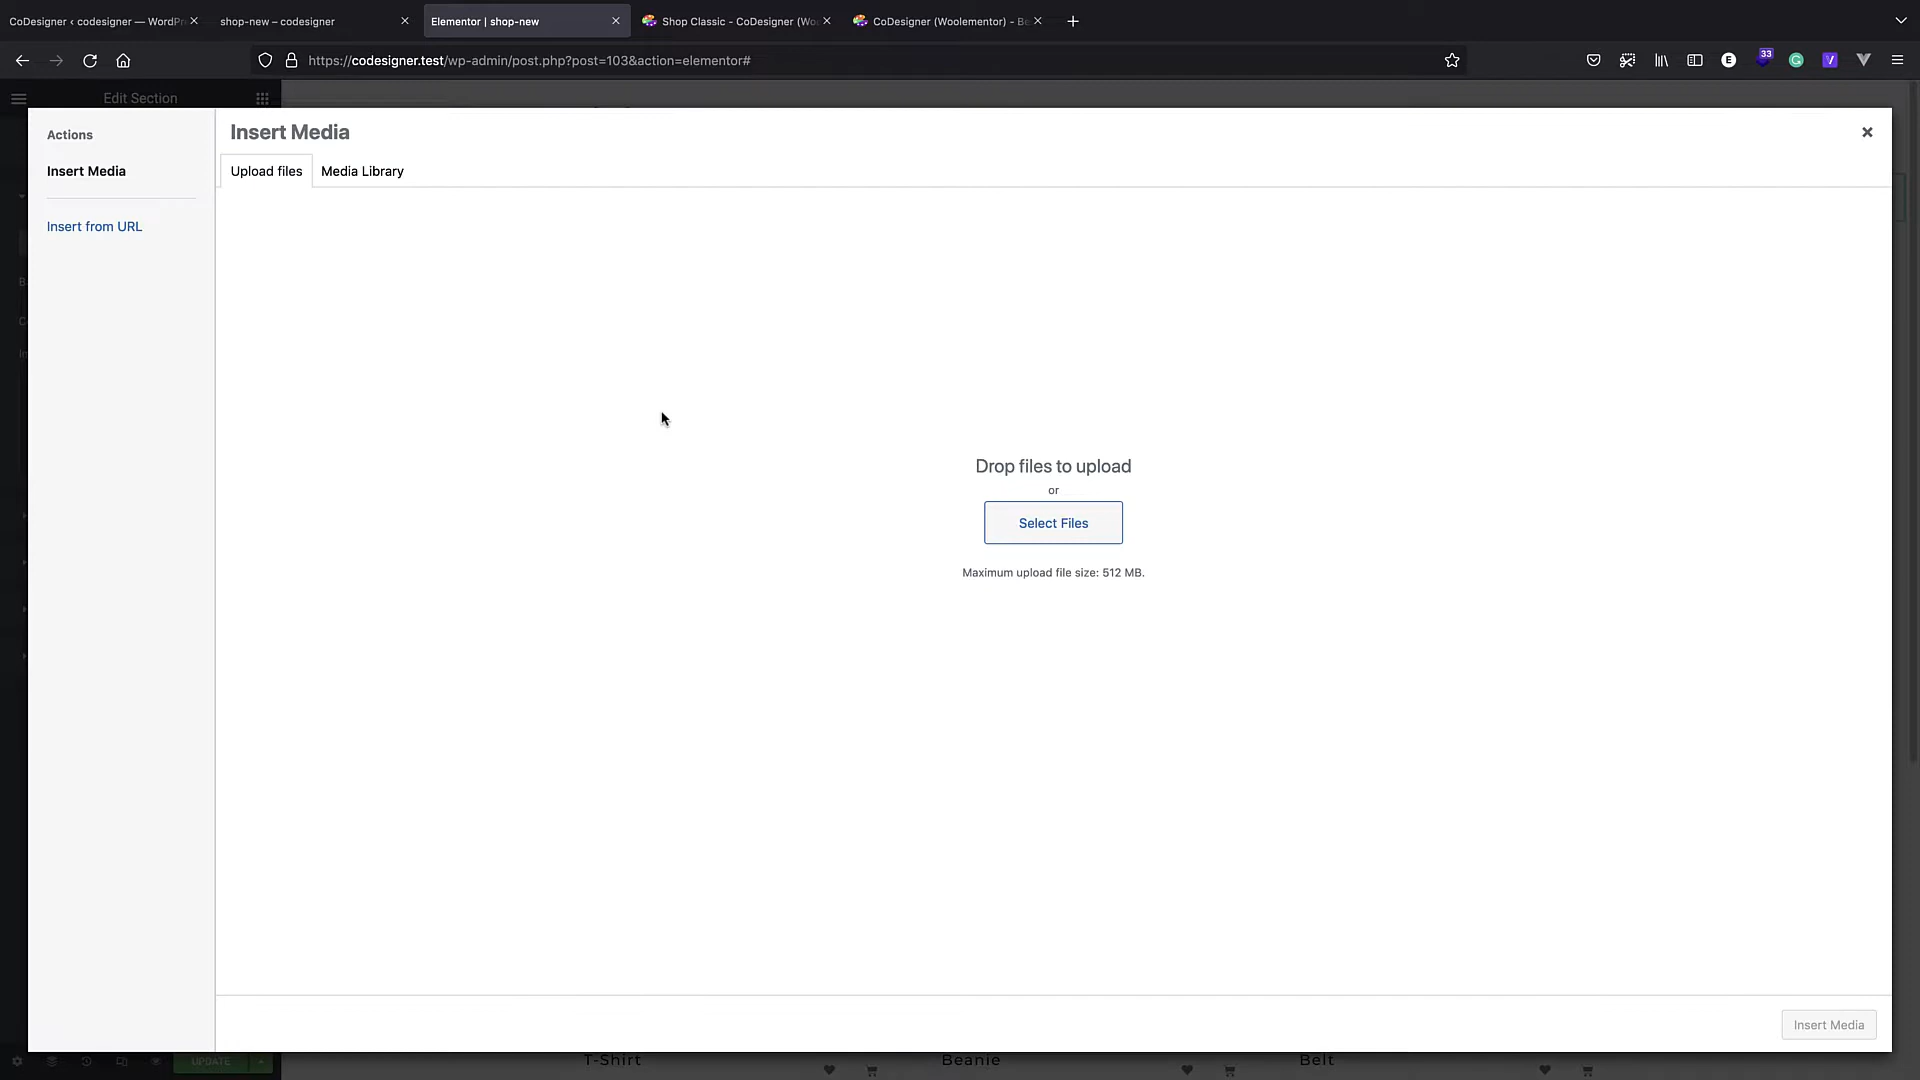 CoDesigner ‹ codesigner — WordPr
shop-new – codesigner
Elementor | shop-new
Shop Classic - CoDesigner (Wo
CoDesigner (Woolementor) - Be
https://codesigner.test/wp-admin/post.php?post=103&action=elementor#
33
E
G
V
Edit Section
Actions
Insert Media
Insert from URL
Insert Media
Upload files
Media Library
Drop files to upload
or
Select Files
Maximum upload file size: 512 MB.
Insert Media
UPDATE
T-Shirt
Beanie
Belt